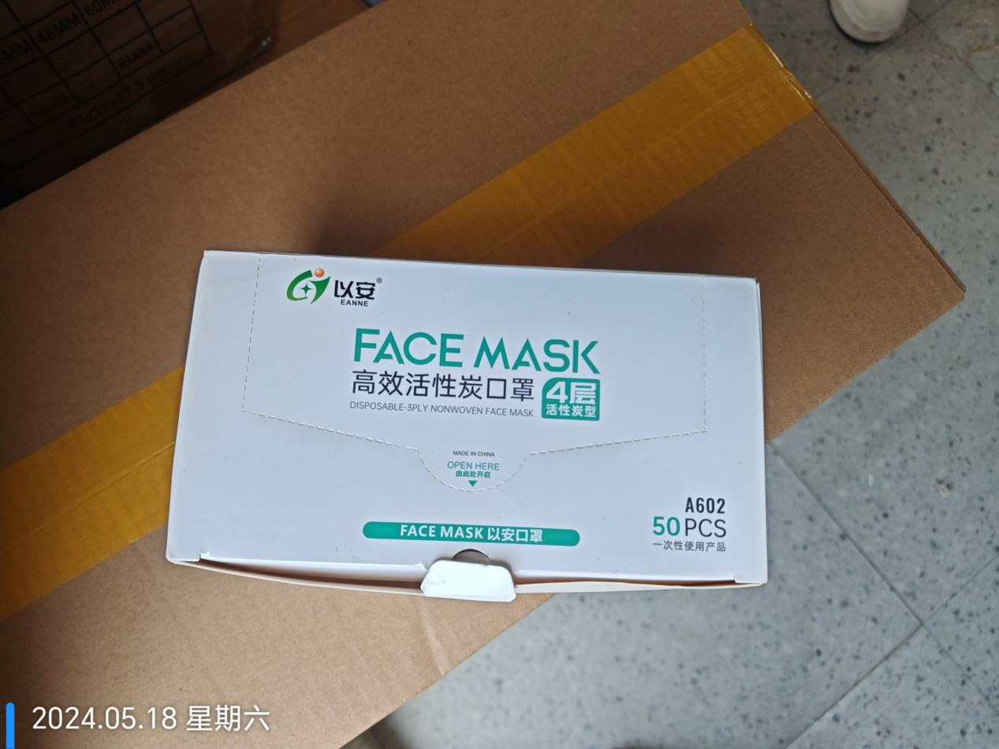 48MM
60MM
以安®
EANNE
FACE MASK
高效活性炭口罩
DISPOSABLE-3PLY NONWOVEN FACE MASK
4层
活性炭型
MADE IN CHINA
OPEN HERE
由此处开启
A602
50 PCS
一次性使用产品
FACE MASK 以安口罩
2024.05.18 星期六